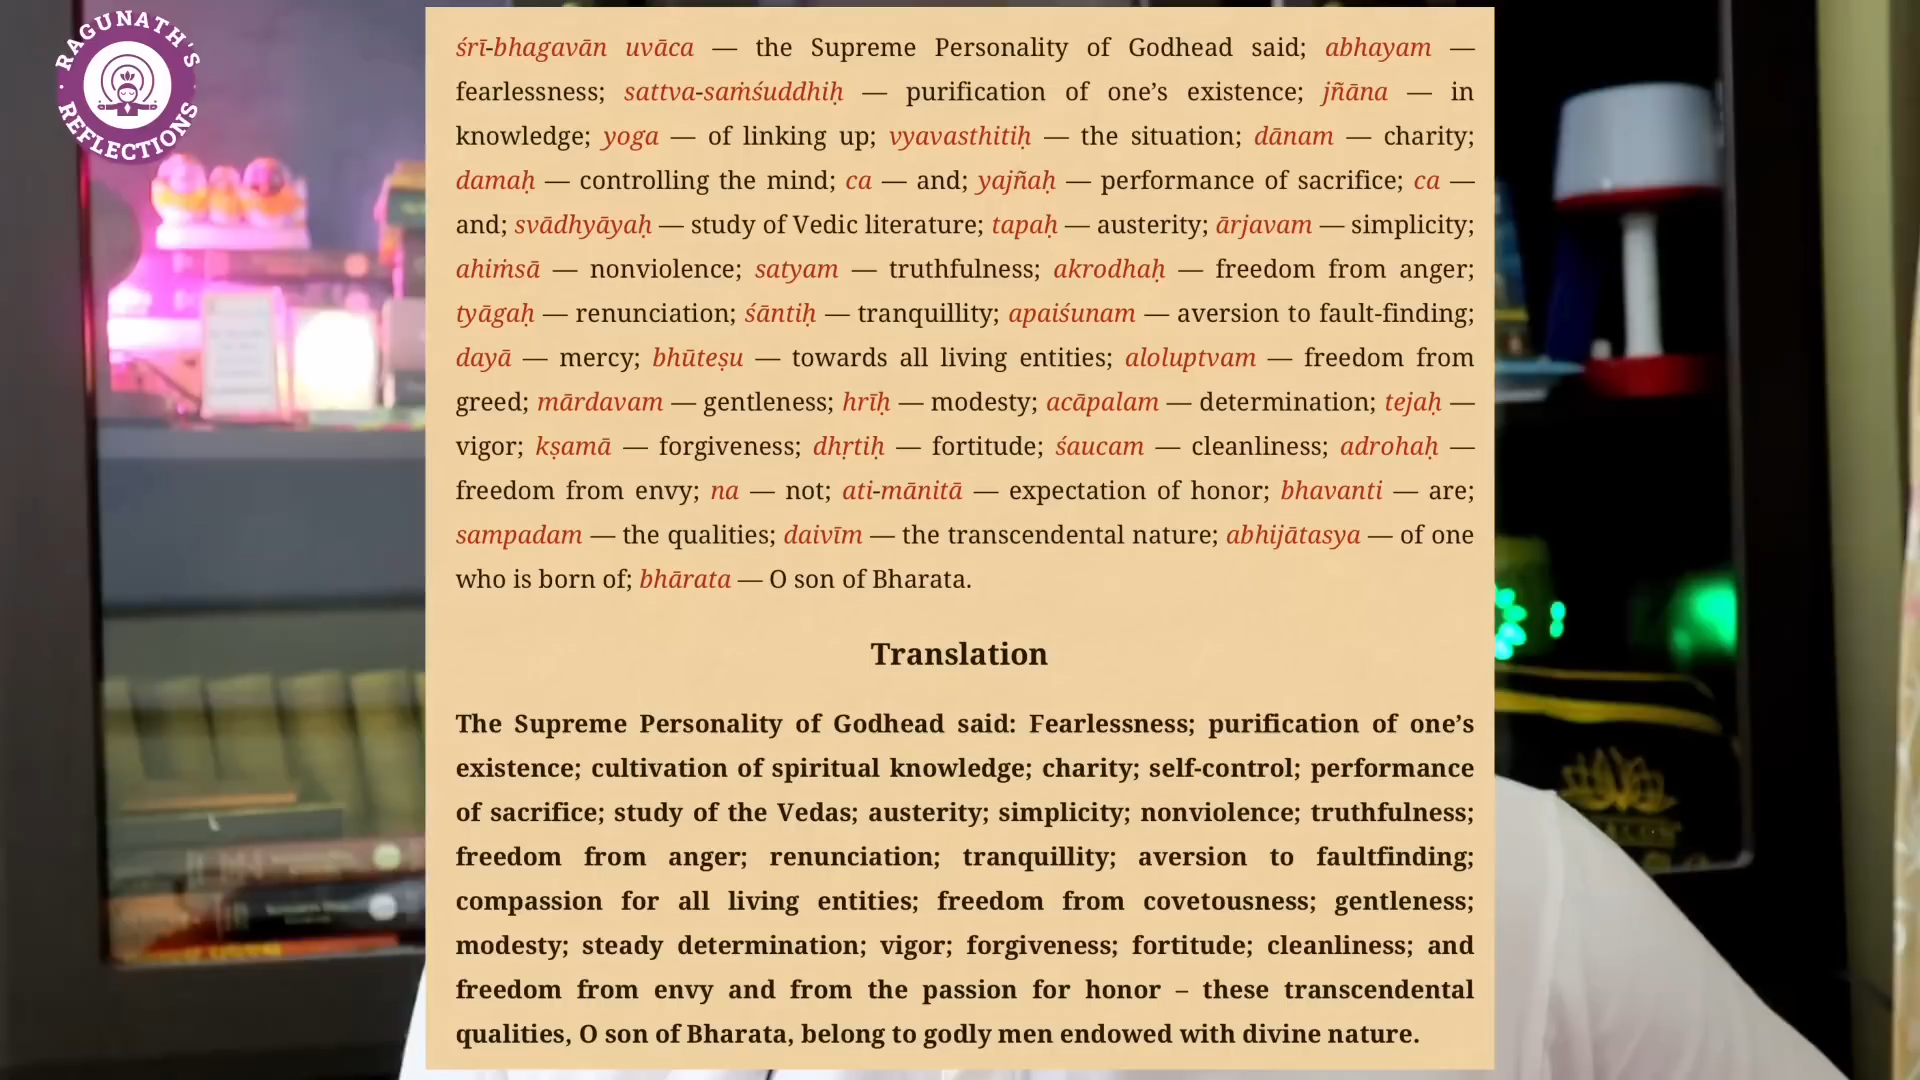 RAGUNATH'S
REFLECTIONS
śrī-bhagavān uvāca — the Supreme Personality of Godhead said; abhayam —
fearlessness; sattva-saṁśuddhiḥ — purification of one’s existence; jñāna — in
knowledge; yoga — of linking up; vyavasthitiḥ — the situation; dānam — charity;
damaḥ — controlling the mind; ca — and; yajñaḥ — performance of sacrifice; ca —
and; svādhyāyaḥ — study of Vedic literature; tapaḥ — austerity; ārjavam — simplicity;
ahiṁsā — nonviolence; satyam — truthfulness; akrodhaḥ — freedom from anger;
tyāgaḥ — renunciation; śāntiḥ — tranquillity; apaiśunam — aversion to fault-finding;
dayā — mercy; bhūteṣu — towards all living entities; aloluptvam — freedom from
greed; mārdavam — gentleness; hrīḥ — modesty; acāpalam — determination; tejaḥ —
vigor; kṣamā — forgiveness; dhṛtiḥ — fortitude; śaucam — cleanliness; adrohaḥ —
freedom from envy; na — not; ati-mānitā — expectation of honor; bhavanti — are;
sampadam — the qualities; daivīm — the transcendental nature; abhijātasya — of one
who is born of; bhārata — O son of Bharata.
Translation
The Supreme Personality of Godhead said: Fearlessness; purification of one’s
existence; cultivation of spiritual knowledge; charity; self-control; performance
of sacrifice; study of the Vedas; austerity; simplicity; nonviolence; truthfulness;
freedom from anger; renunciation; tranquillity; aversion to faultfinding;
compassion for all living entities; freedom from covetousness; gentleness;
modesty; steady determination; vigor; forgiveness; fortitude; cleanliness; and
freedom from envy and from the passion for honor – these transcendental
qualities, O son of Bharata, belong to godly men endowed with divine nature.